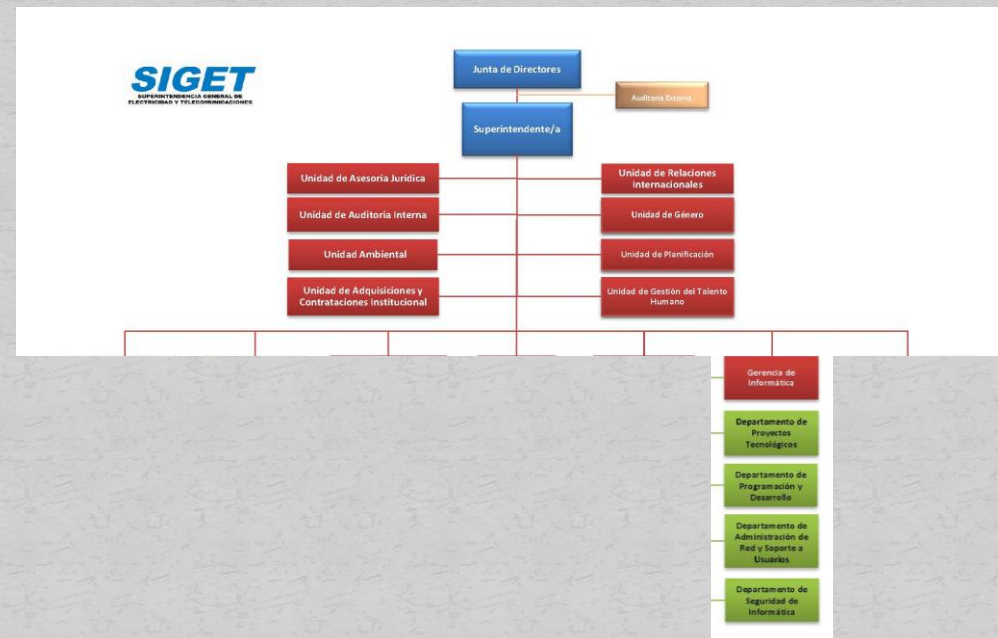 SIGET
SUPERINTENDENCIA GENERAL DE
ELECTRICIDAD Y TELECOMUNICACIONES
Junta de Directores
Auditoria Externa
Superintendente/a
Unidad de Asesoría Jurídica
Unidad de Relaciones
Internacionales
Unidad de Auditoria Interna
Unidad de Género
Unidad Ambiental
Unidad de Planificación
Unidad de Adquisiciones y
Contrataciones Institucional
Unidad de Gestión del Talento
Humano
Gerencia de
Informática
Departamento de
Proyectos
Tecnológicos
Departamento de
Programación y
Desarrollo
Departamento de
Administración de
Red y Soporte a
Usuarios
Departamento de
Seguridad de
Informática